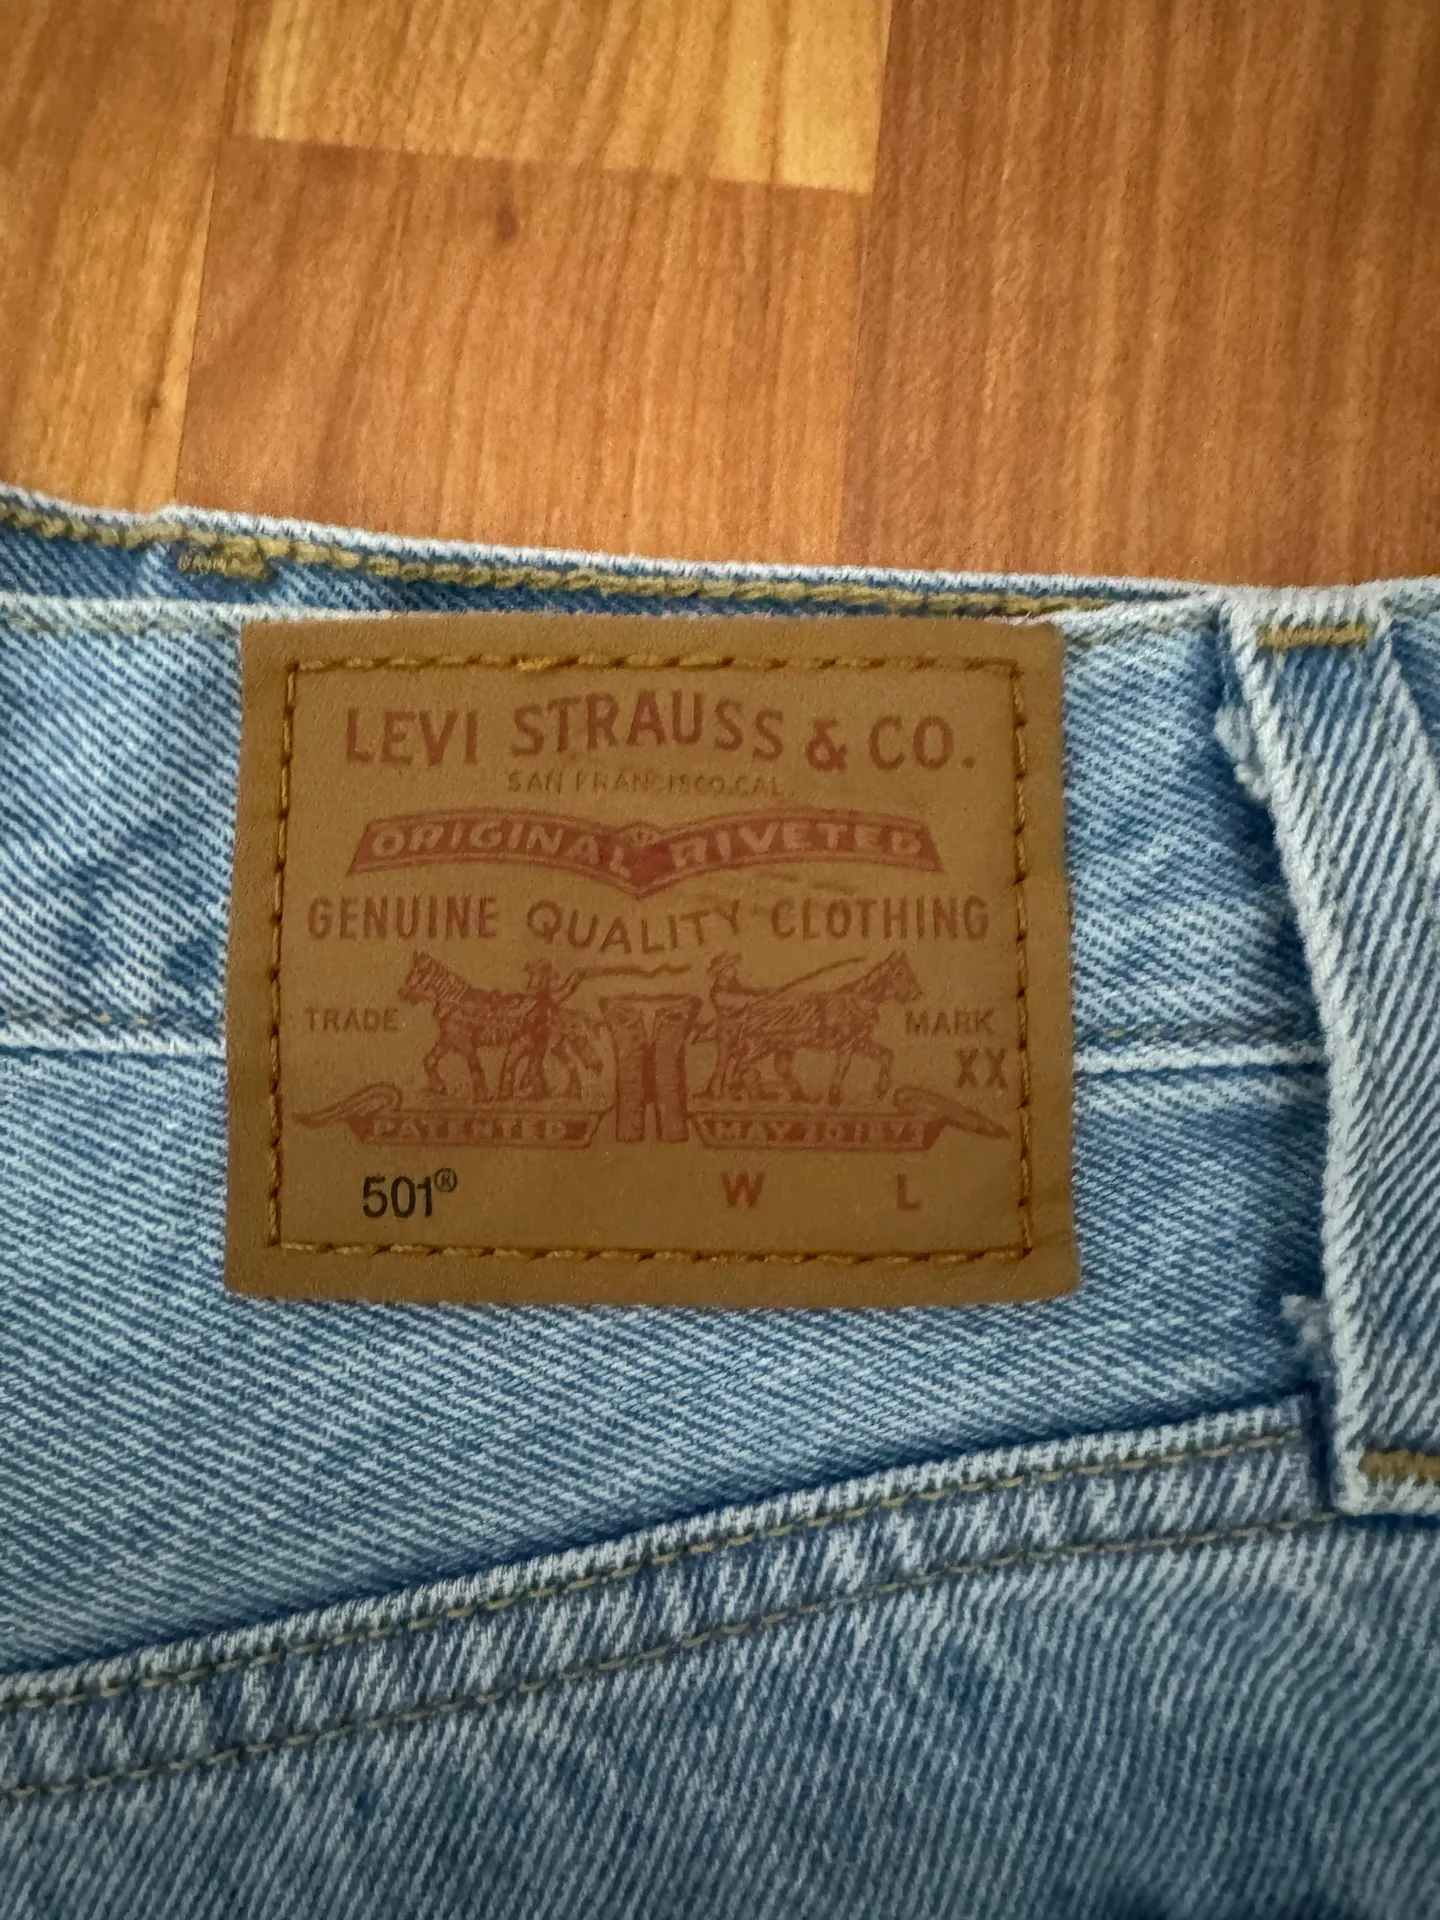 LEVI STRAUSS & CO.
SAN FRANCISCO, CAL.
ORIGINAL RIVETED
GENUINE QUALITY CLOTHING
TRADE MARK
XX
PATENTED MAY 20 1873
501® W L